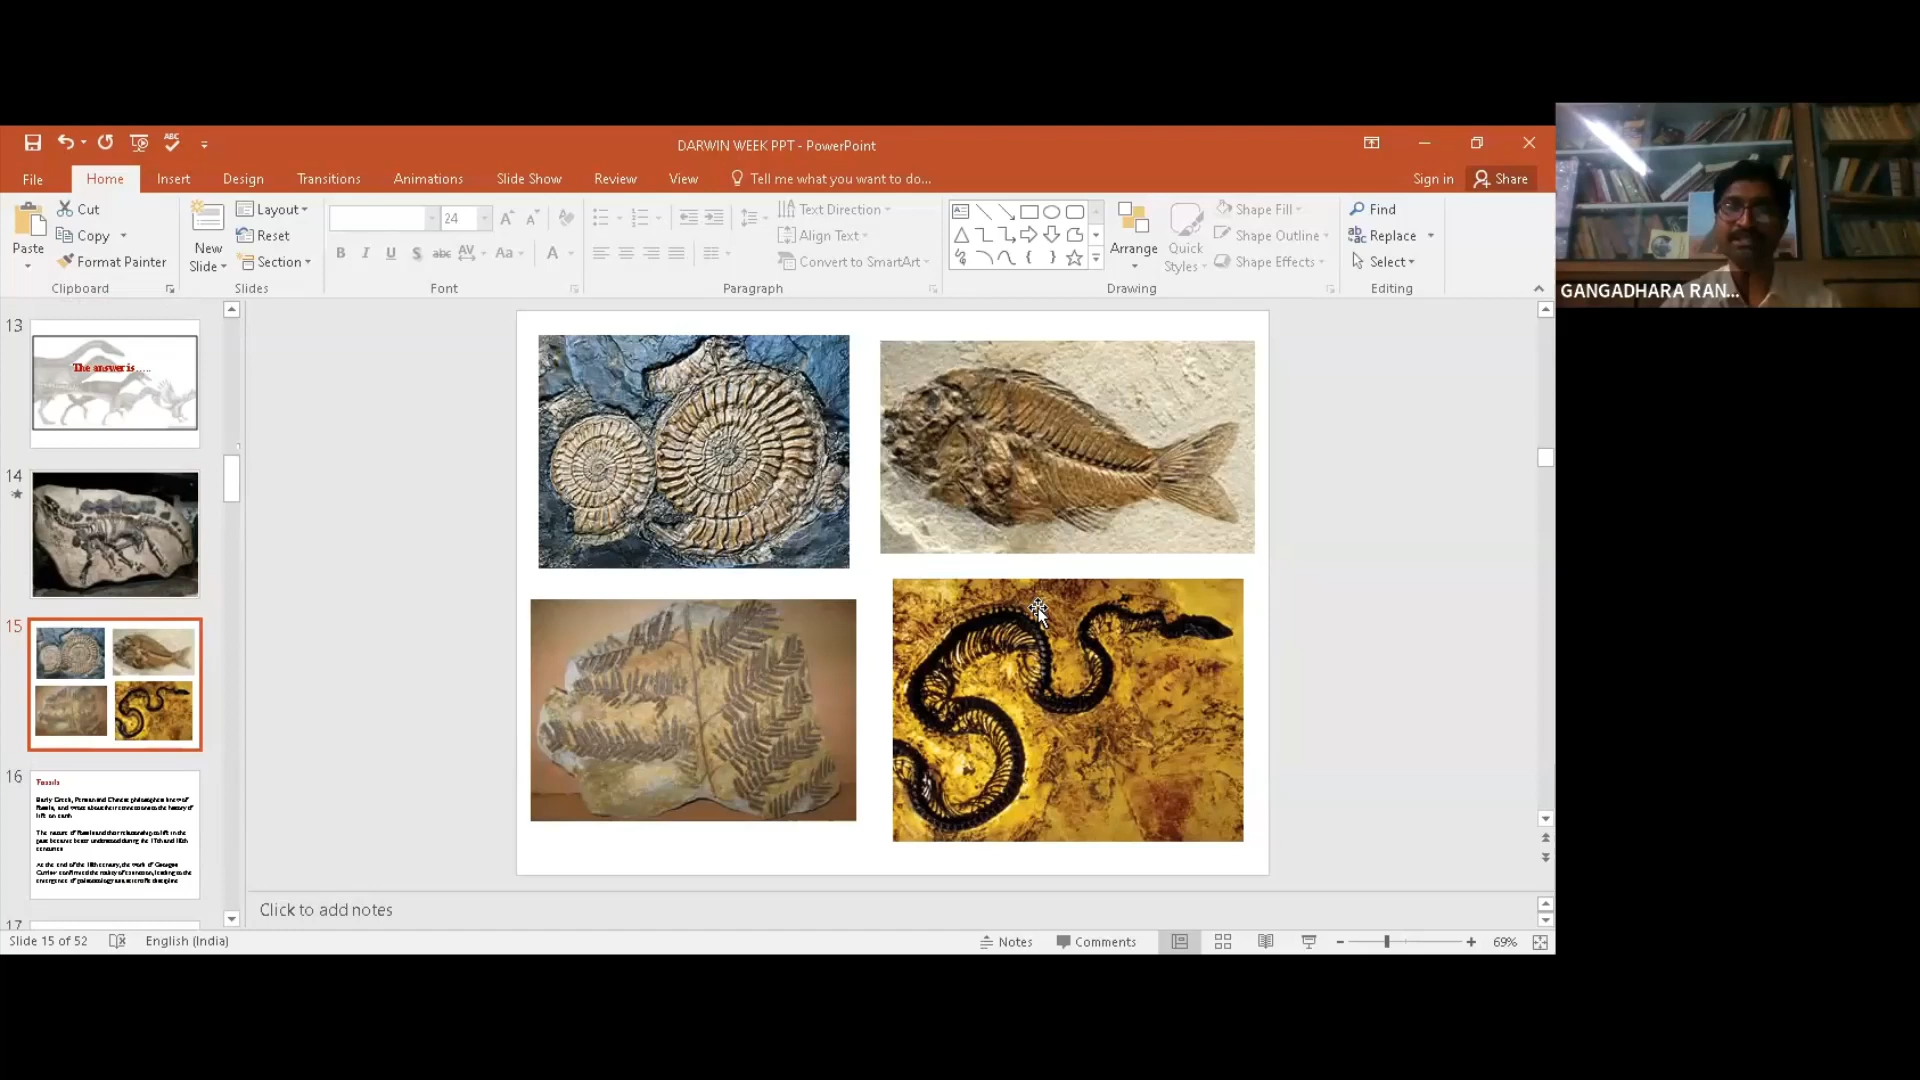 DARWIN WEEK PPT - PowerPoint
File Home Insert Design Transitions Animations Slide Show Review View Tell me what you want to do... Sign in Share
Paste
Cut
Copy
Format Painter
Clipboard
New Slide
Layout
Reset
Section
Slides
24
Font
Text Direction
Align Text
Convert to SmartArt
Paragraph
Arrange
Quick Styles
Shape Fill
Shape Outline
Shape Effects
Drawing
Find
Replace
Select
Editing
GANGADHARA RAN...
13
The answer is .....
14
15
16
Fossils
17
Click to add notes
Slide 15 of 52 English (India) Notes Comments 69%